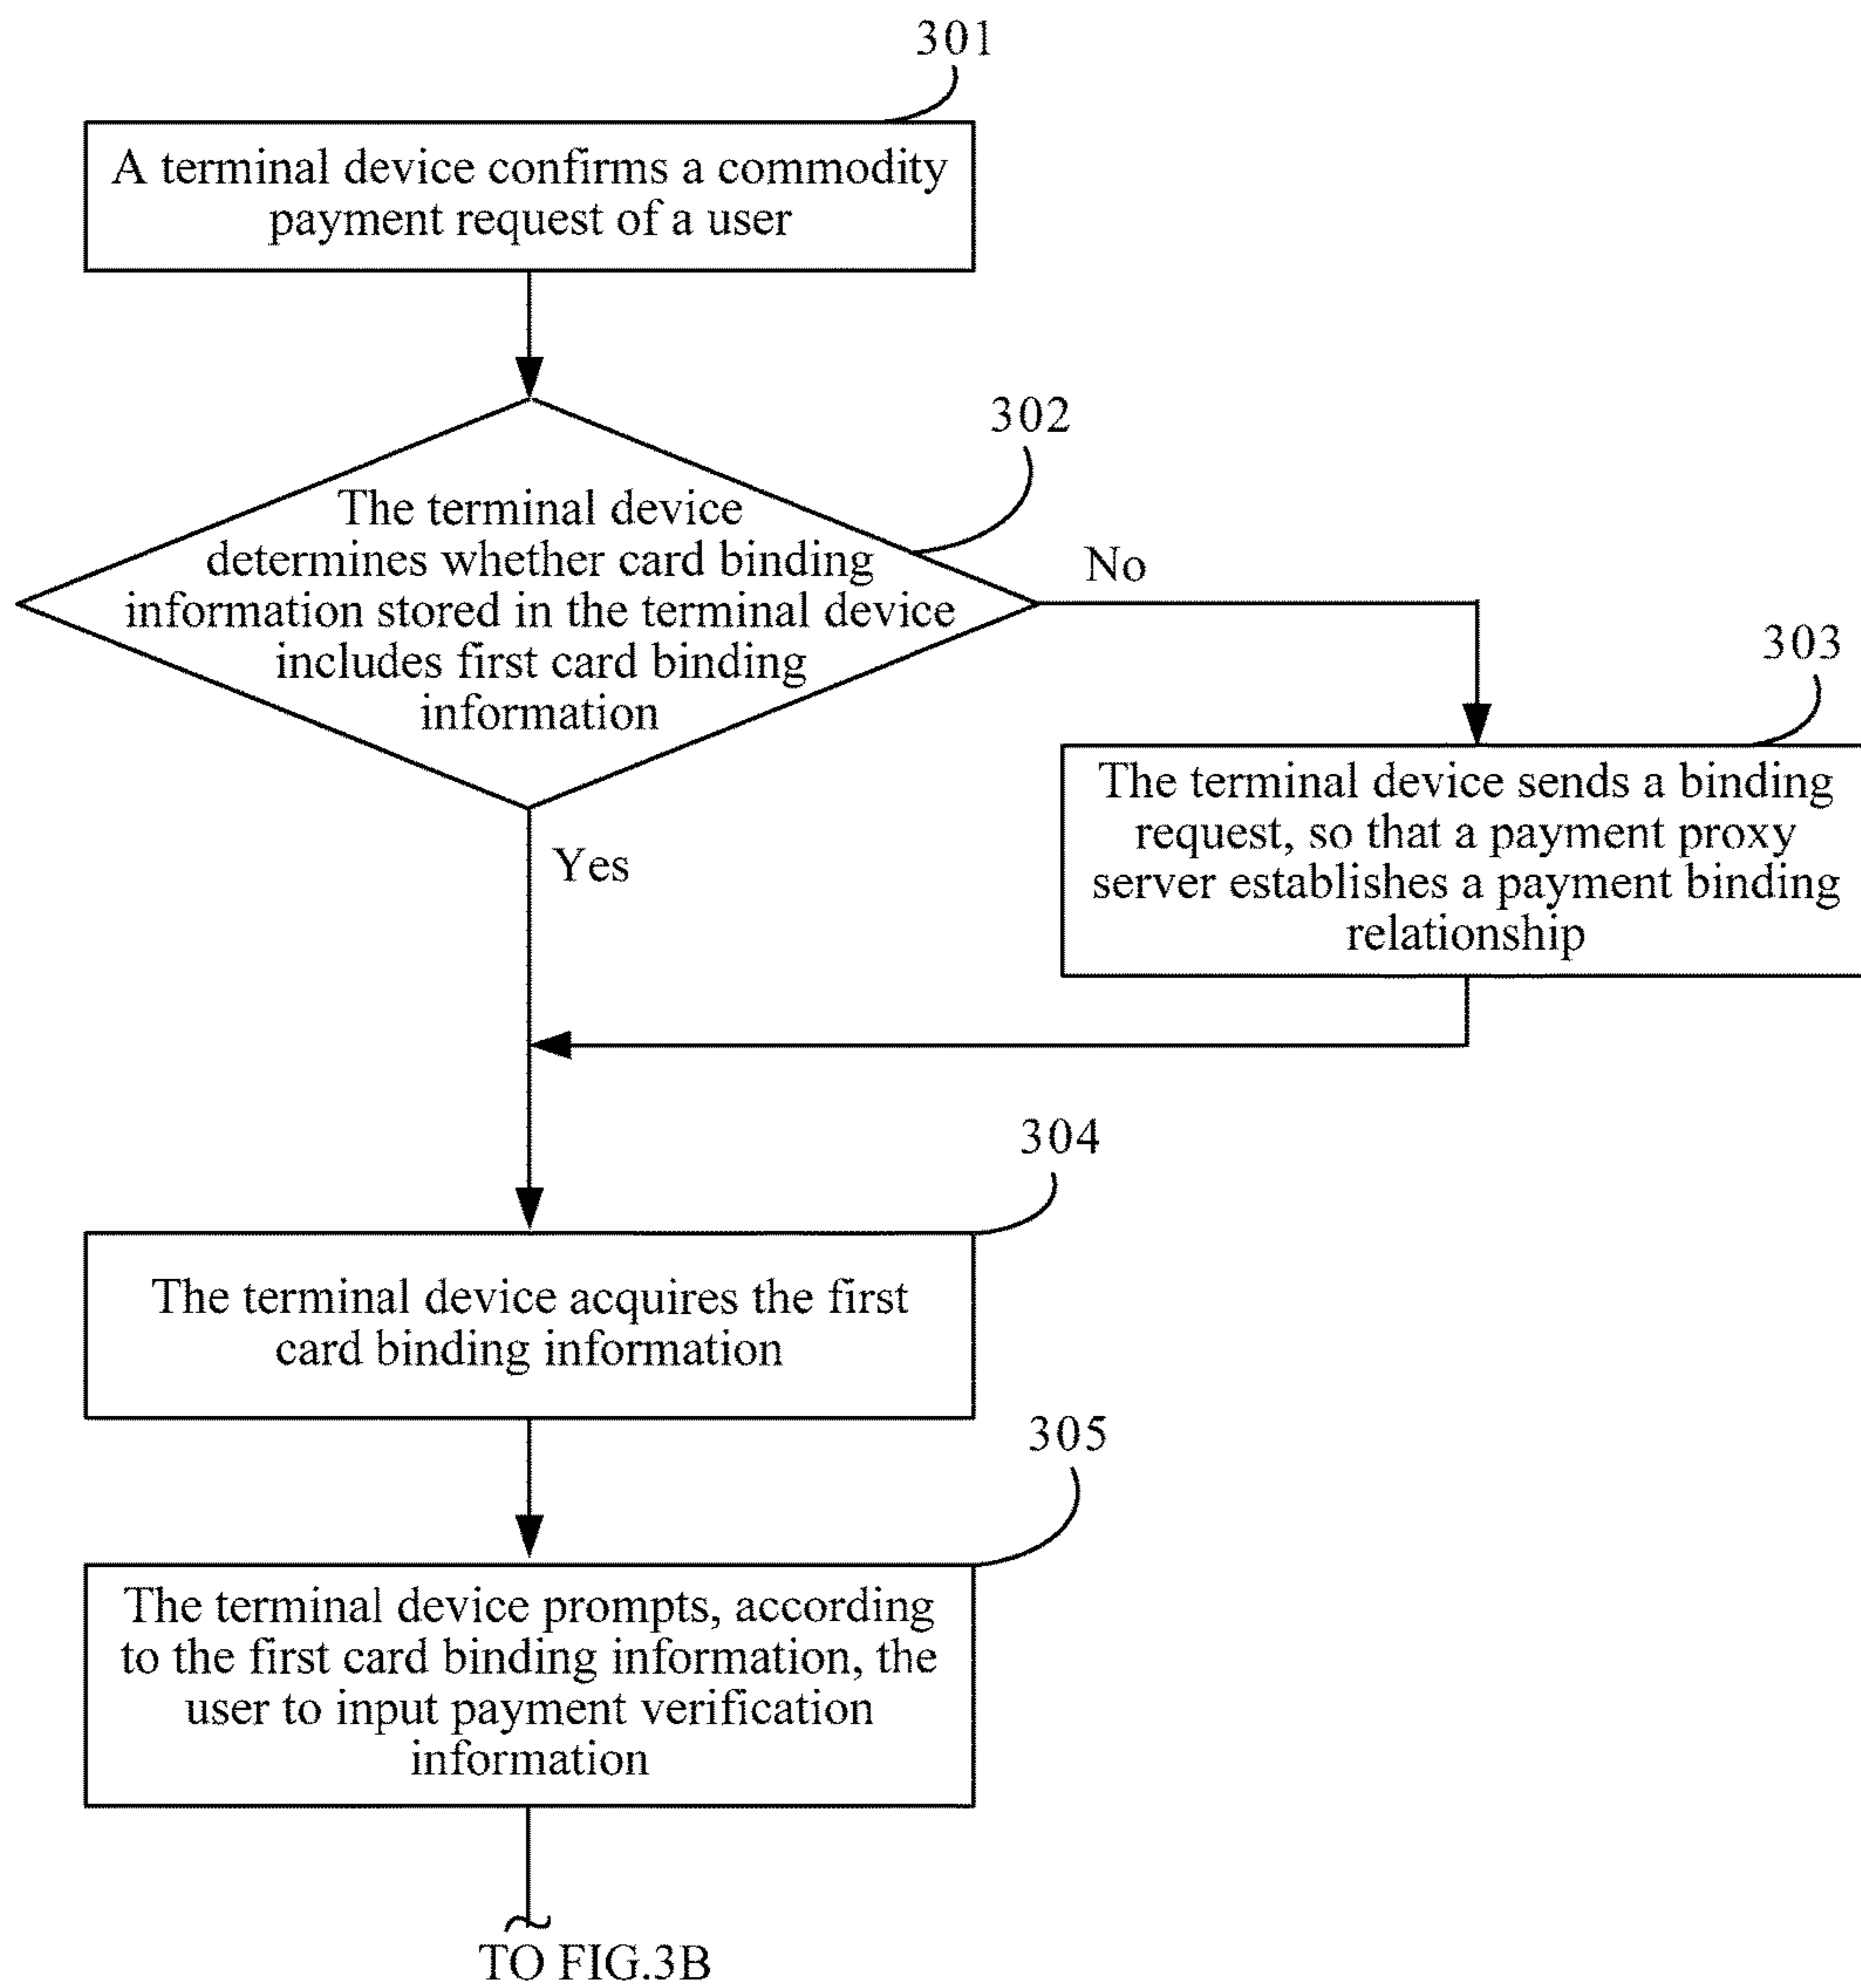 301
A terminal device confirms a commodity
payment request of a user
302
The terminal device
determines whether card binding
information stored in the terminal device
includes first card binding
information
No
303
The terminal device sends a binding
request, so that a payment proxy
server establishes a payment binding
relationship
Yes
304
The terminal device acquires the first
card binding information
305
The terminal device prompts, according
to the first card binding information, the
user to input payment verification
information
TO FIG.3B